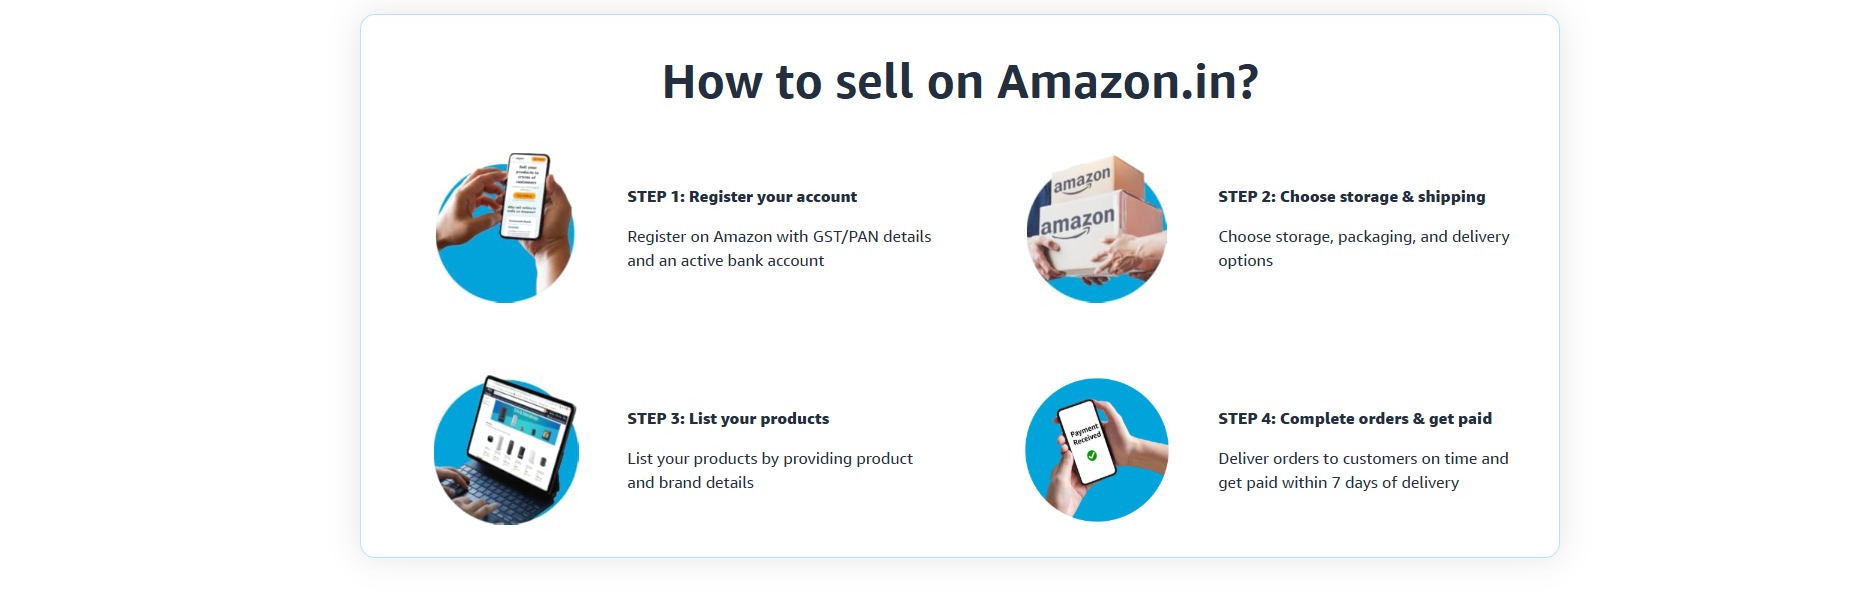 How to sell on Amazon.in?
STEP 1: Register your account
Register on Amazon with GST/PAN details
and an active bank account
amazon
amazon
STEP 2: Choose storage & shipping
Choose storage, packaging, and delivery
options
STEP 3: List your products
List your products by providing product
and brand details
Payment
Received
STEP 4: Complete orders & get paid
Deliver orders to customers on time and
get paid within 7 days of delivery